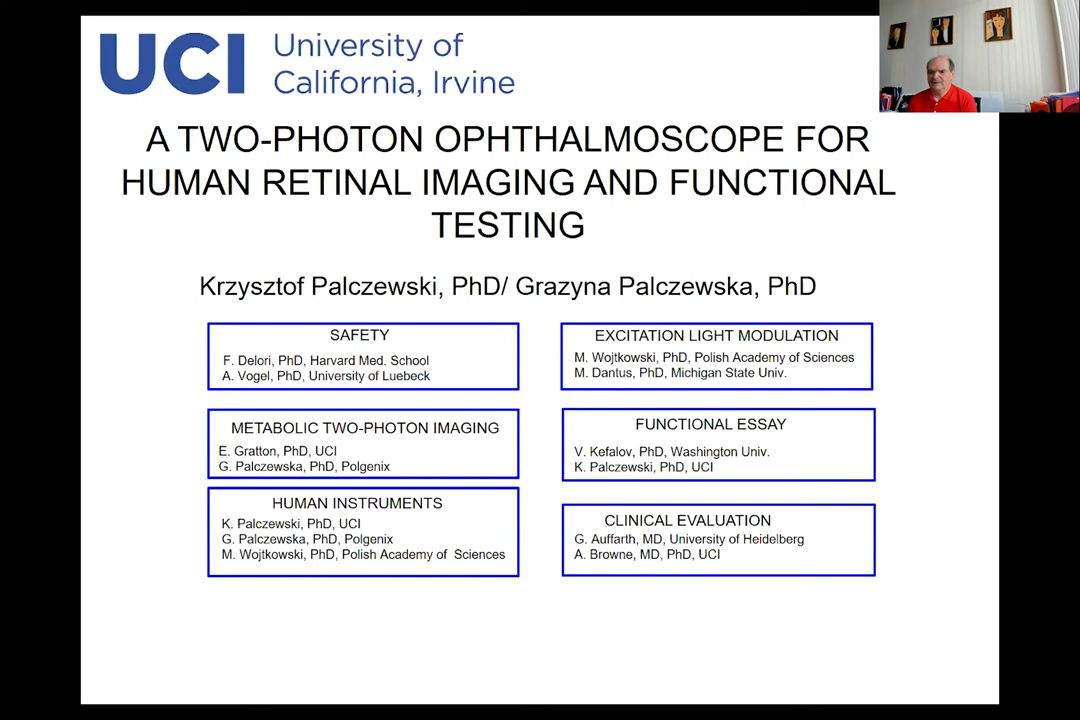 UCI University of
California, Irvine
A TWO-PHOTON OPHTHALMOSCOPE FOR
HUMAN RETINAL IMAGING AND FUNCTIONAL
TESTING
Krzysztof Palczewski, PhD/ Grazyna Palczewska, PhD
SAFETY
F. Delori, PhD, Harvard Med. School
A. Vogel, PhD, University of Luebeck
EXCITATION LIGHT MODULATION
M. Wojtkowski, PhD, Polish Academy of Sciences
M. Dantus, PhD, Michigan State Univ.
METABOLIC TWO-PHOTON IMAGING
E. Gratton, PhD, UCI
G. Palczewska, PhD, Polgenix
FUNCTIONAL ESSAY
V. Kefalov, PhD, Washington Univ.
K. Palczewski, PhD, UCI
HUMAN INSTRUMENTS
K. Palczewski, PhD, UCI
G. Palczewska, PhD, Polgenix
M. Wojtkowski, PhD, Polish Academy of Sciences
CLINICAL EVALUATION
G. Auffarth, MD, University of Heidelberg
A. Browne, MD, PhD, UCI